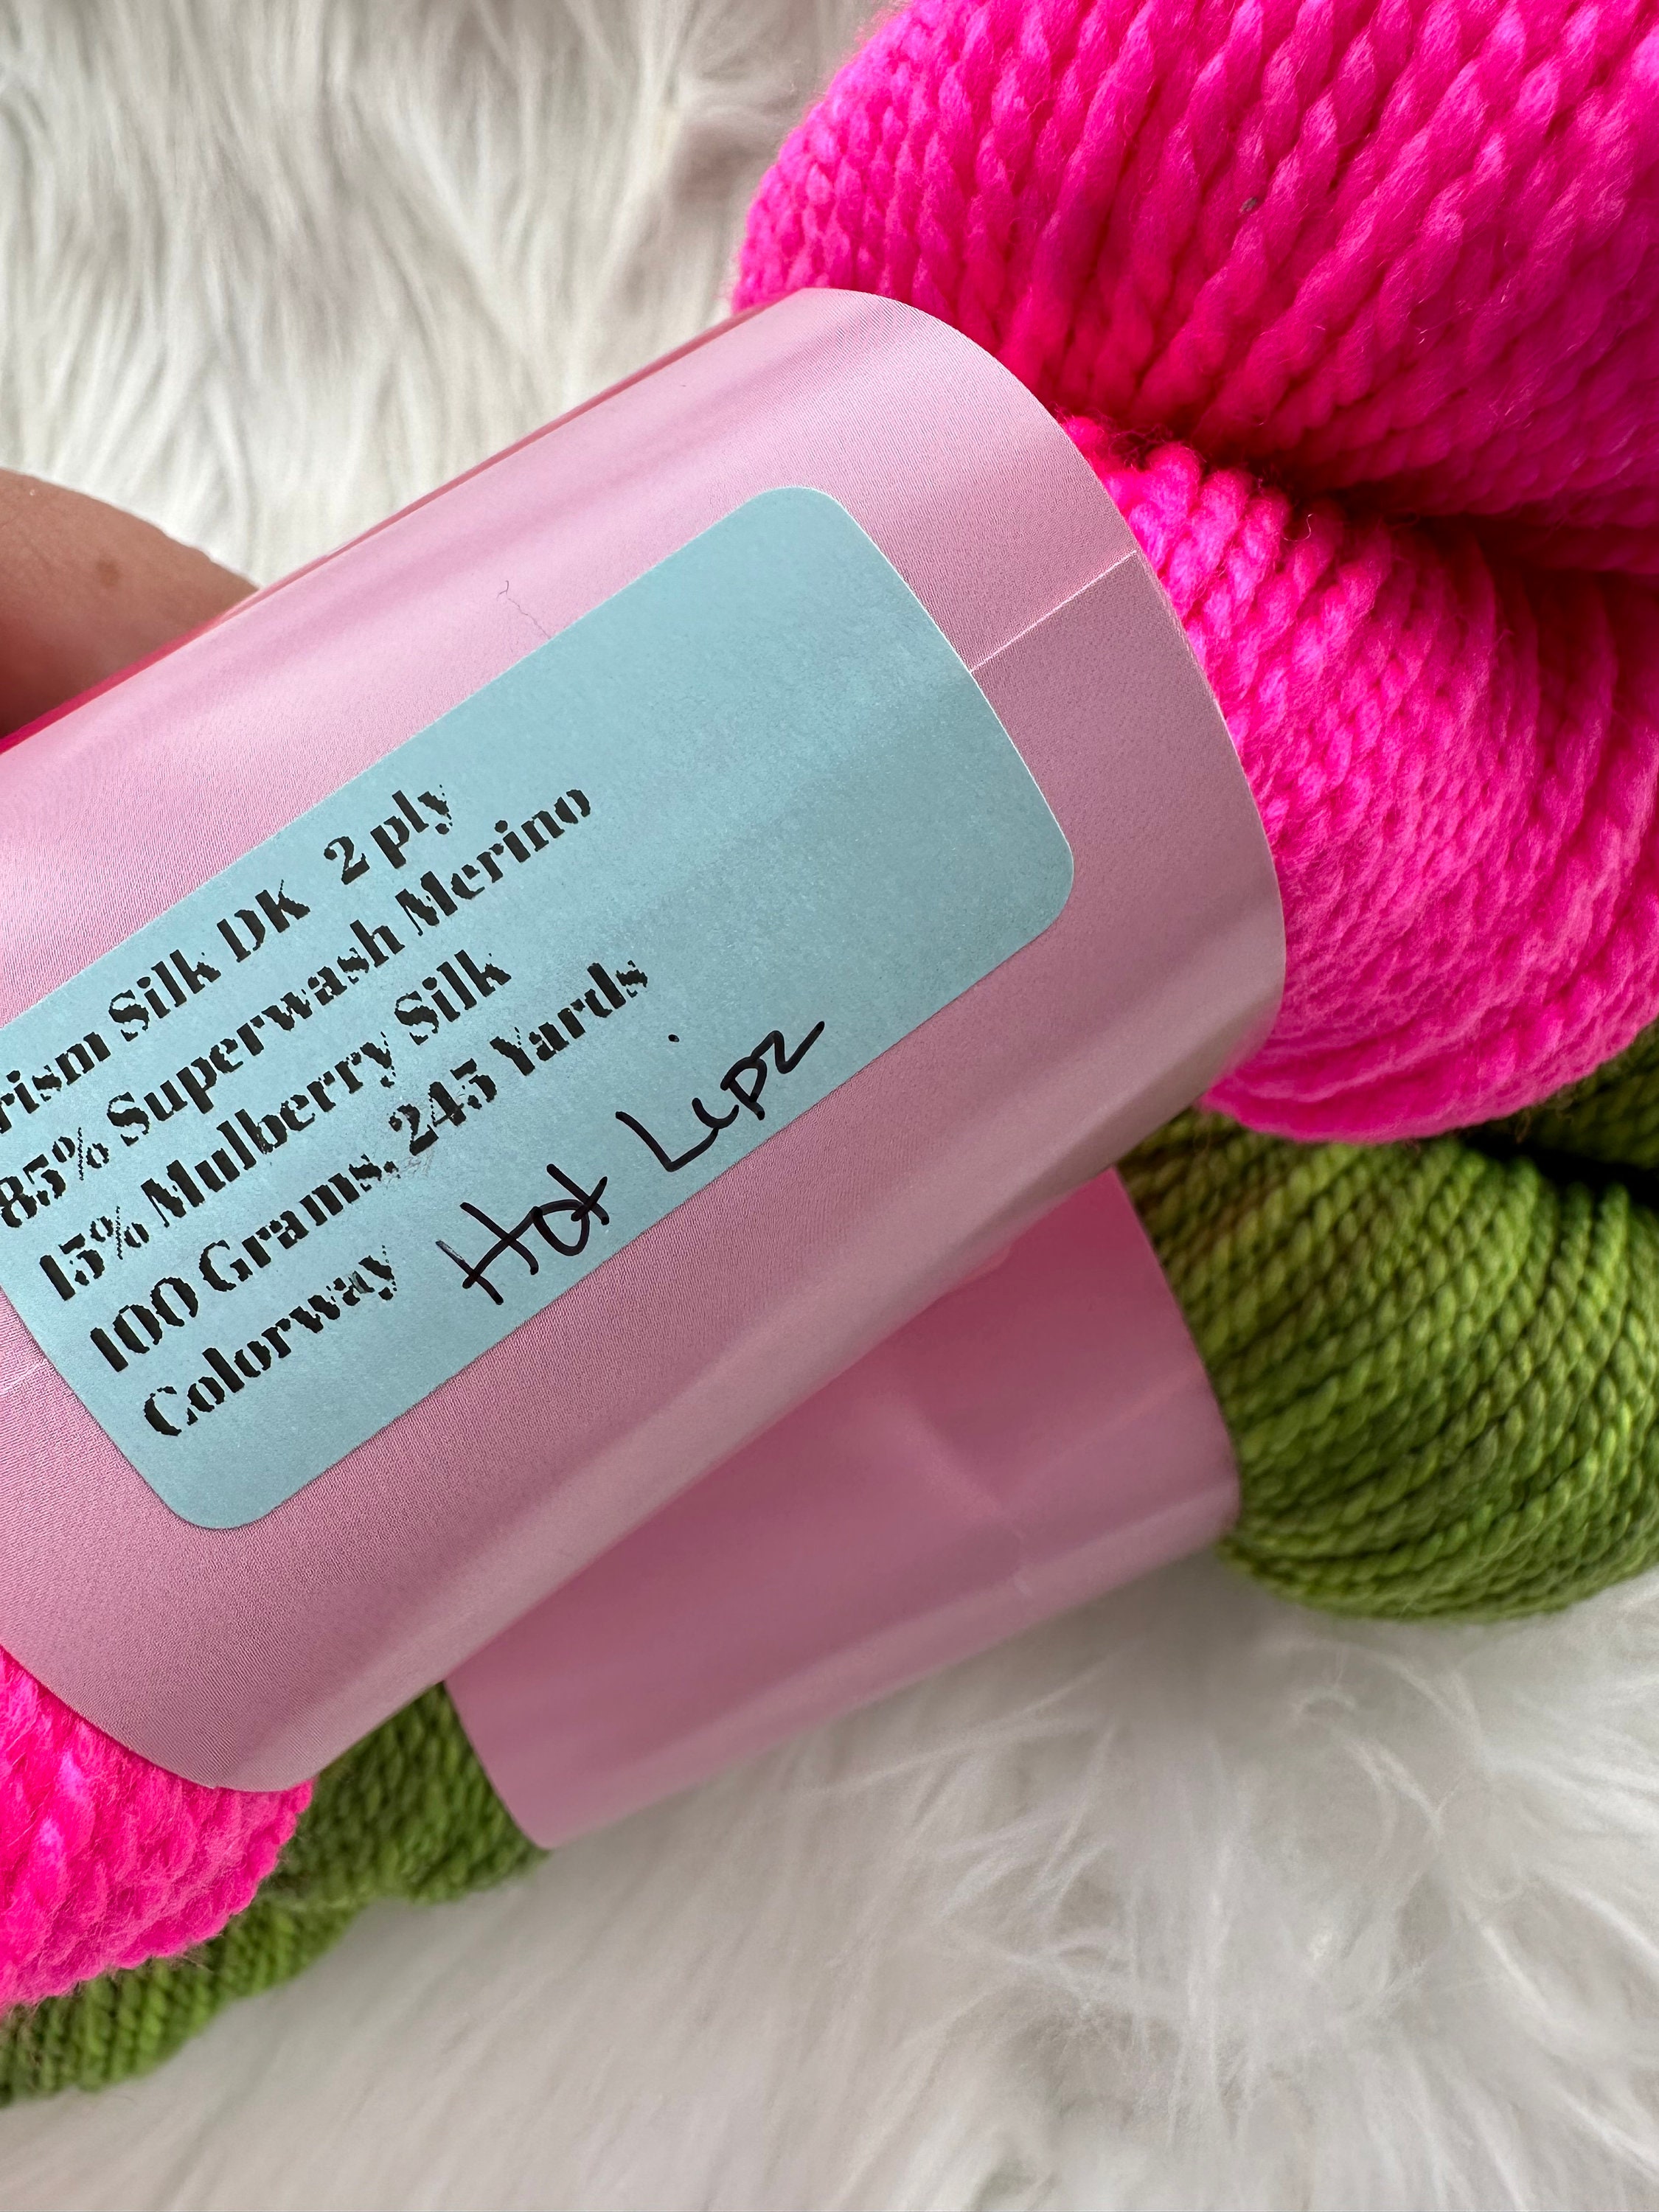 rism Silk DK 2 ply
85% Superwash Merino
15% Mulberry Silk
100 Grams. 245 Yards
Colorway Hot Lipz